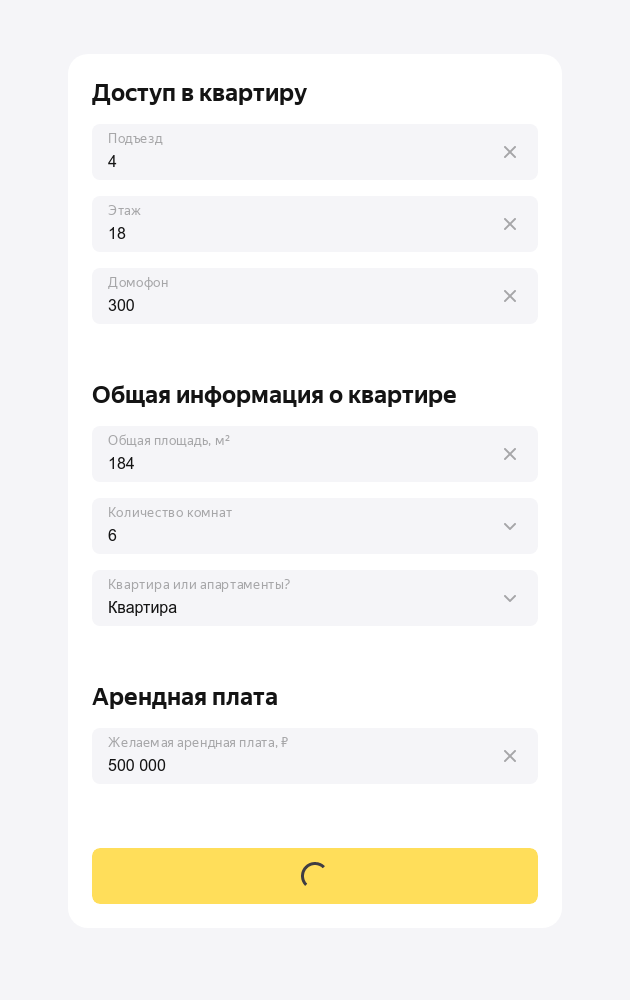 Доступ в квартиру
Подъезд
4
Этаж
18
Домофон
300
Общая информация о квартире
Общая площадь, м²
184
Количество комнат
6
Квартира или апартаменты?
Квартира
Арендная плата
Желаемая арендная плата, ₽
500 000